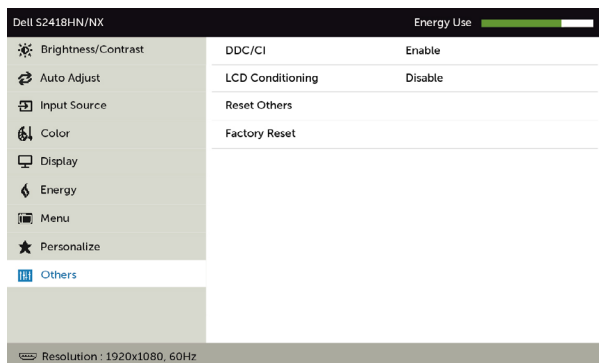 Dell S2418HN/NX Energy Use
Brightness/Contrast DDC/CI Enable
Auto Adjust LCD Conditioning Disable
Input Source Reset Others
Color Factory Reset
Display
Energy
Menu
Personalize
Others
Resolution : 1920x1080, 60Hz